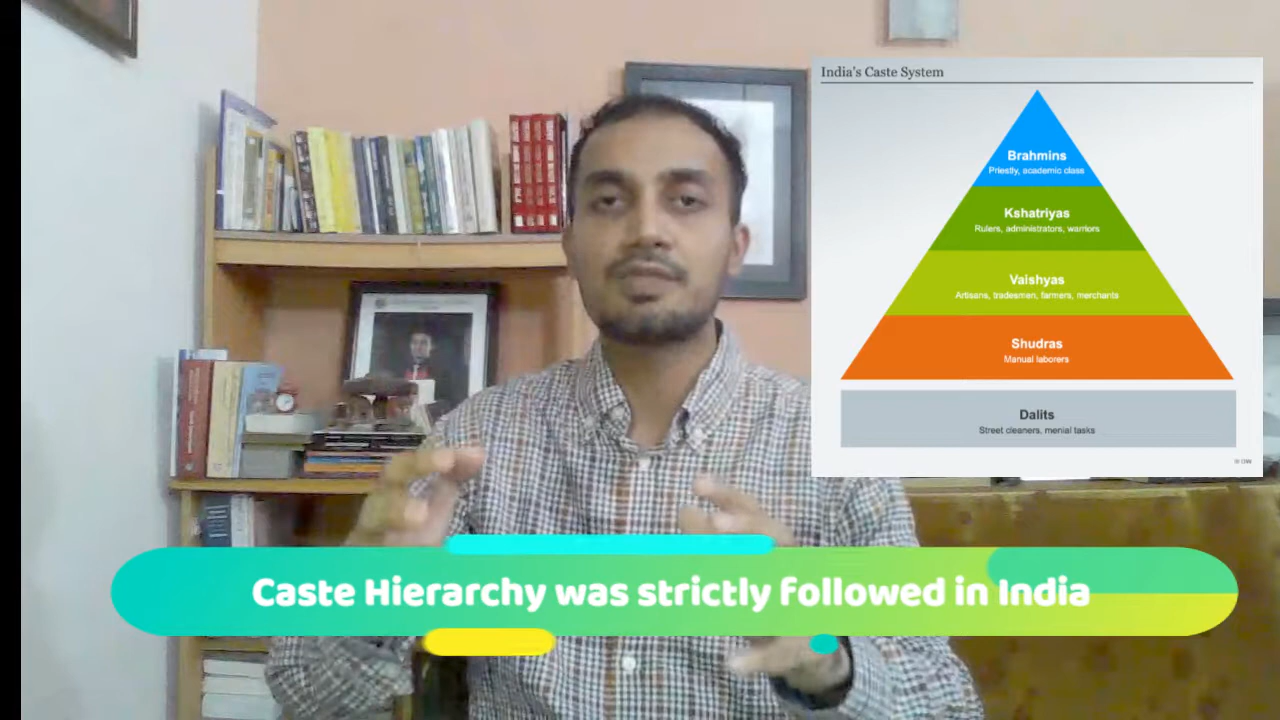 India's Caste System
Brahmins
Priestly, academic class
Kshatriyas
Rulers, administrators, warriors
Vaishyas
Artisans, tradesmen, farmers, merchants
Shudras
Manual laborers
Dalits
Street cleaners, menial tasks
© DW
Caste Hierarchy was strictly followed in India